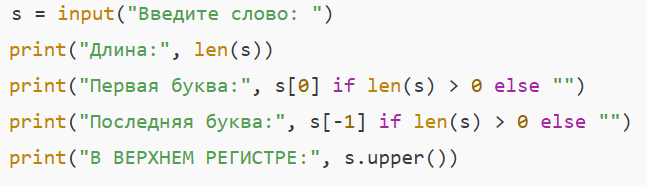 s = input("Введите слово: ")
print("Длина:", len(s))
print("Первая буква:", s[0] if len(s) > 0 else "")
print("Последняя буква:", s[-1] if len(s) > 0 else "")
print("В ВЕРХНЕМ РЕГИСТРЕ:", s.upper())